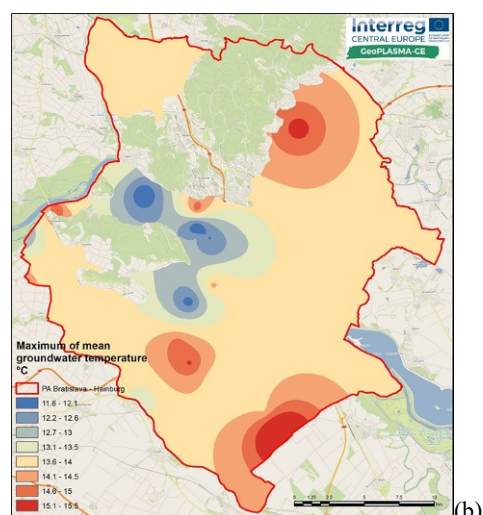 Interreg
CENTRAL EUROPE
GeoPLASMA-CE
Maximum of mean
groundwater temperature
°C
PA Bratislava - Hainburg
11.6 - 12.1
12.2 - 12.6
12.7 - 13
13.1 - 13.5
13.6 - 14
14.1 - 14.5
14.6 - 15
15.1 - 15.5
(b)